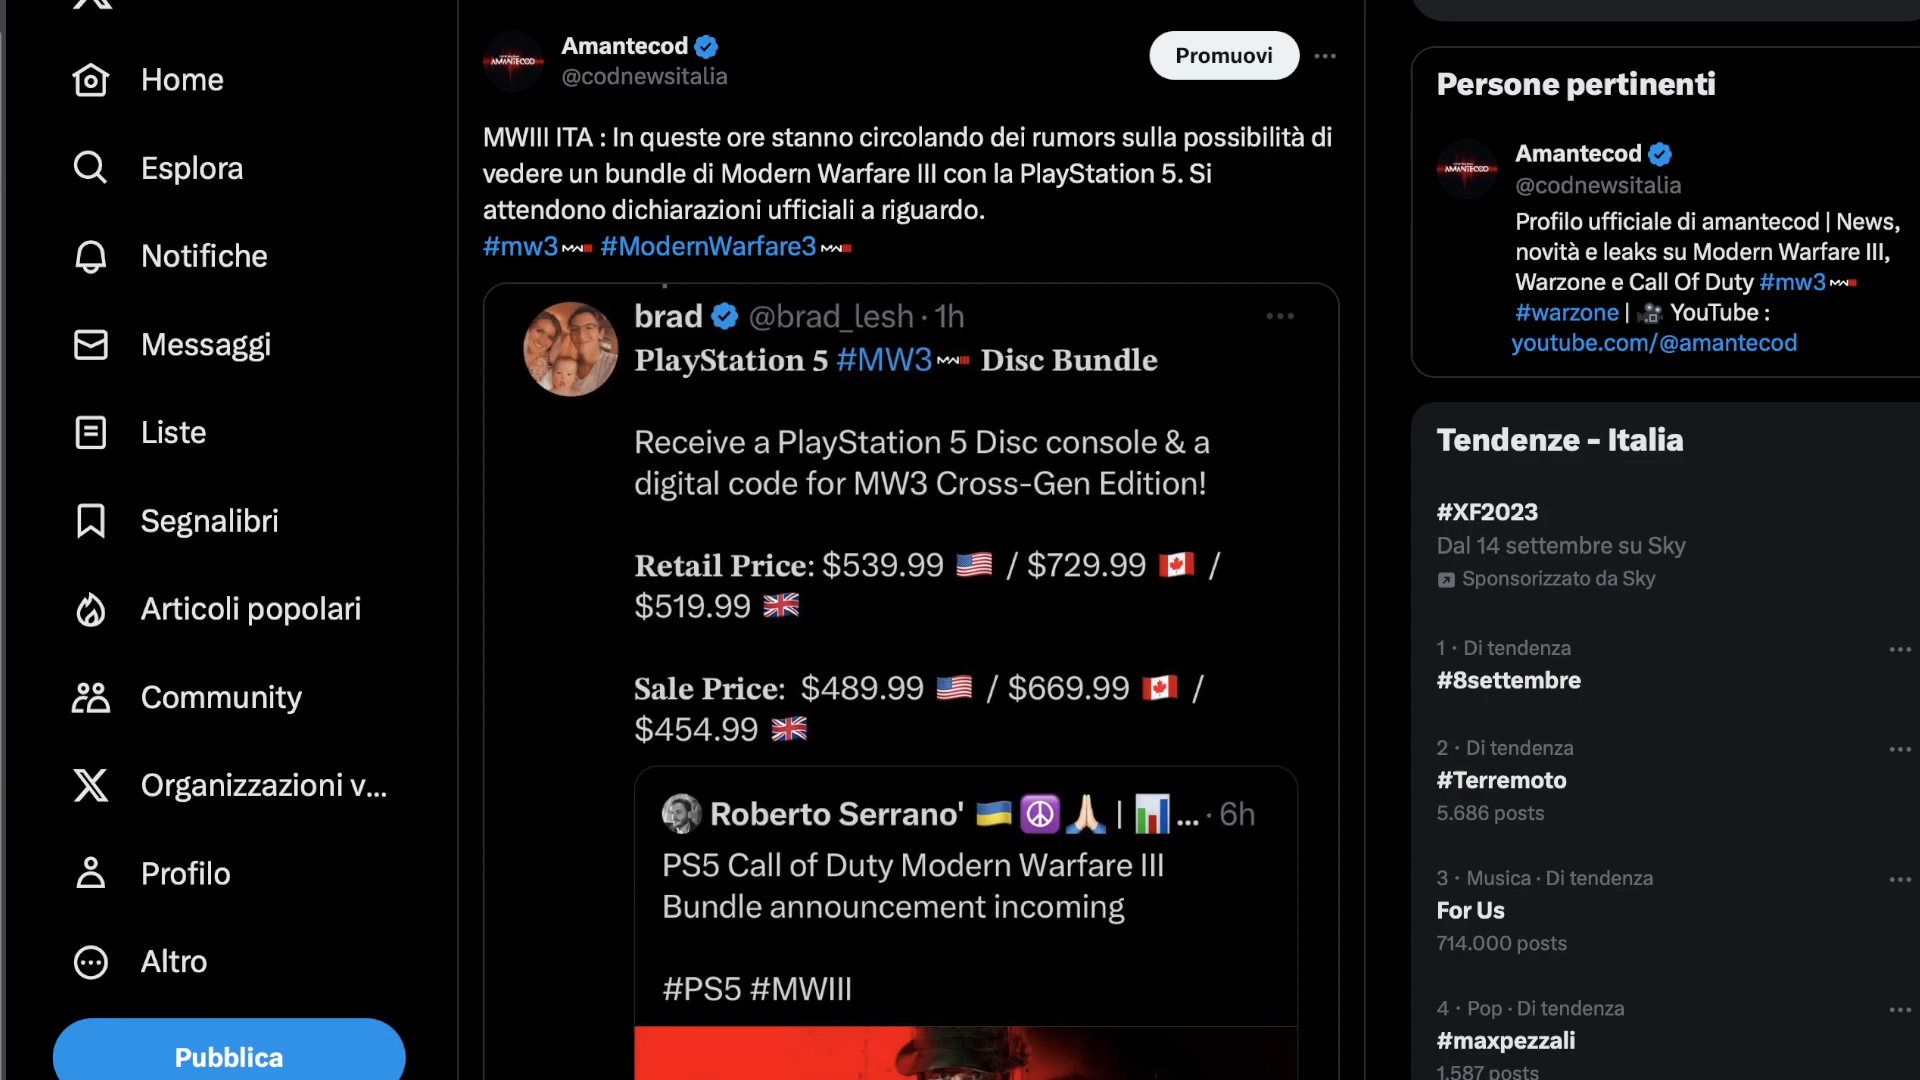 Home
Esplora
Notifiche
Messaggi
Liste
Segnalibri
Articoli popolari
Community
Organizzazioni v...
Profilo
Altro
Pubblica
Amantecod
@codnewsitalia
Promuovi
MWIII ITA : In queste ore stanno circolando dei rumors sulla possibilità di
vedere un bundle di Modern Warfare III con la PlayStation 5. Si
attendono dichiarazioni ufficiali a riguardo.
#mw3 #ModernWarfare3
brad @brad_lesh · 1h
PlayStation 5 #MW3 Disc Bundle
Receive a PlayStation 5 Disc console & a
digital code for MW3 Cross-Gen Edition!
Retail Price: $539.99 🇺🇸 / $729.99 🇨🇦 /
$519.99 🇬🇧
Sale Price: $489.99 🇺🇸 / $669.99 🇨🇦 /
$454.99 🇬🇧
Roberto Serrano' 🇺🇦☮️🙏🏻 | 📊 ... · 6h
PS5 Call of Duty Modern Warfare III
Bundle announcement incoming
#PS5 #MWIII
Persone pertinenti
AMANTECOD
Amantecod
@codnewsitalia
Profilo ufficiale di amantecod | News,
novità e leaks su Modern Warfare III,
Warzone e Call Of Duty #mw3
#warzone | 🎥 YouTube :
youtube.com/@amantecod
Tendenze - Italia
#XF2023
Dal 14 settembre su Sky
Sponsorizzato da Sky
1 · Di tendenza
#8settembre
2 · Di tendenza
#Terremoto
5.686 posts
3 · Musica · Di tendenza
For Us
714.000 posts
4 · Pop · Di tendenza
#maxpezzali
1.587 posts